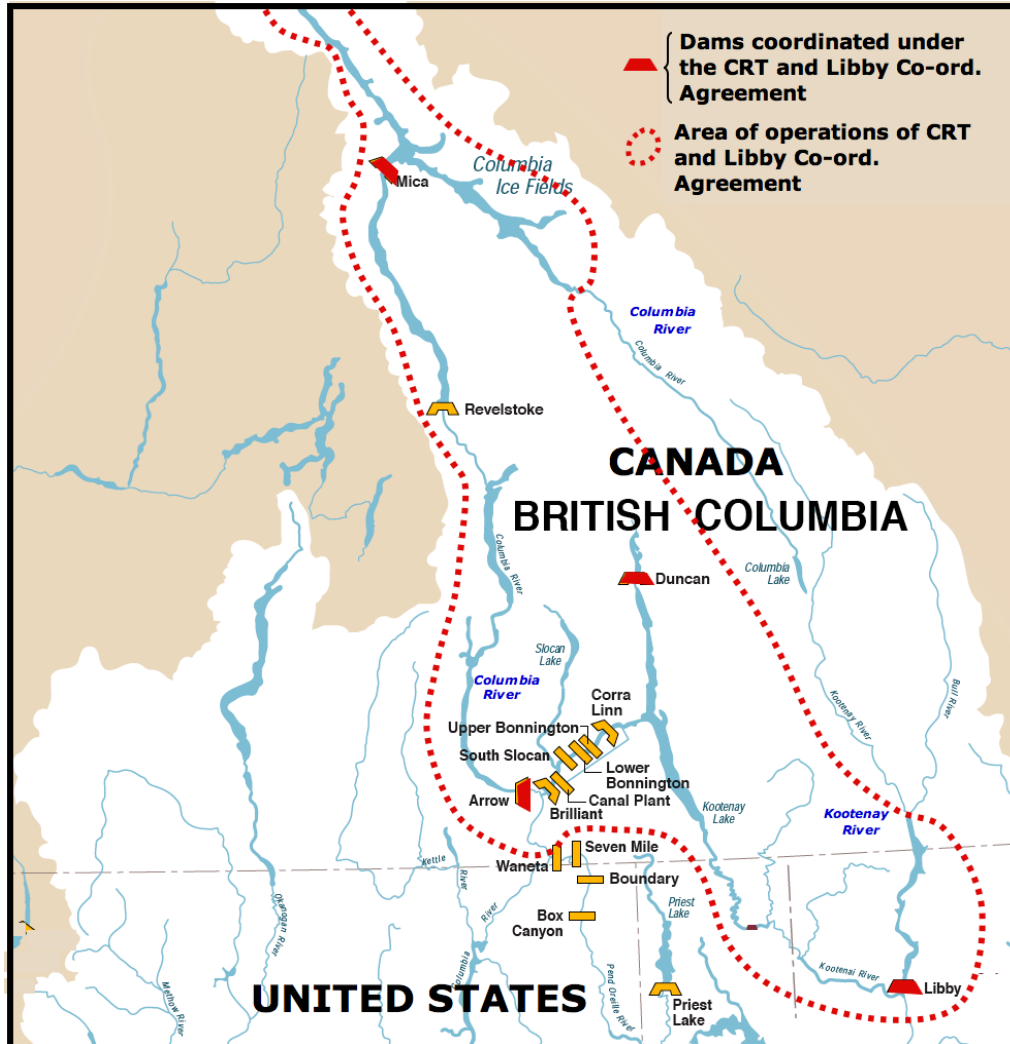 Dams coordinated under
the CRT and Libby Co-ord.
Agreement
Area of operations of CRT
and Libby Co-ord.
Agreement
Columbia
Ice Fields
Mica
Columbia
River
Columbia River
Revelstoke
CANADA
BRITISH COLUMBIA
Columbia River
Columbia
Lake
Duncan
Slocan
Lake
Columbia
River
Corra
Linn
Upper Bonnington
South Slocan
Lower
Bonnington
Canal Plant
Brilliant
Arrow
Kootenay River
Bull River
Kootenay
Lake
Kootenay
River
Seven Mile
Waneta
Kettle
River
Boundary
Box
Canyon
Priest
Lake
River
Columbia
Okanogan River
Methow River
Pend Oreille River
Kootenai River
Libby
UNITED STATES
Priest
Lake